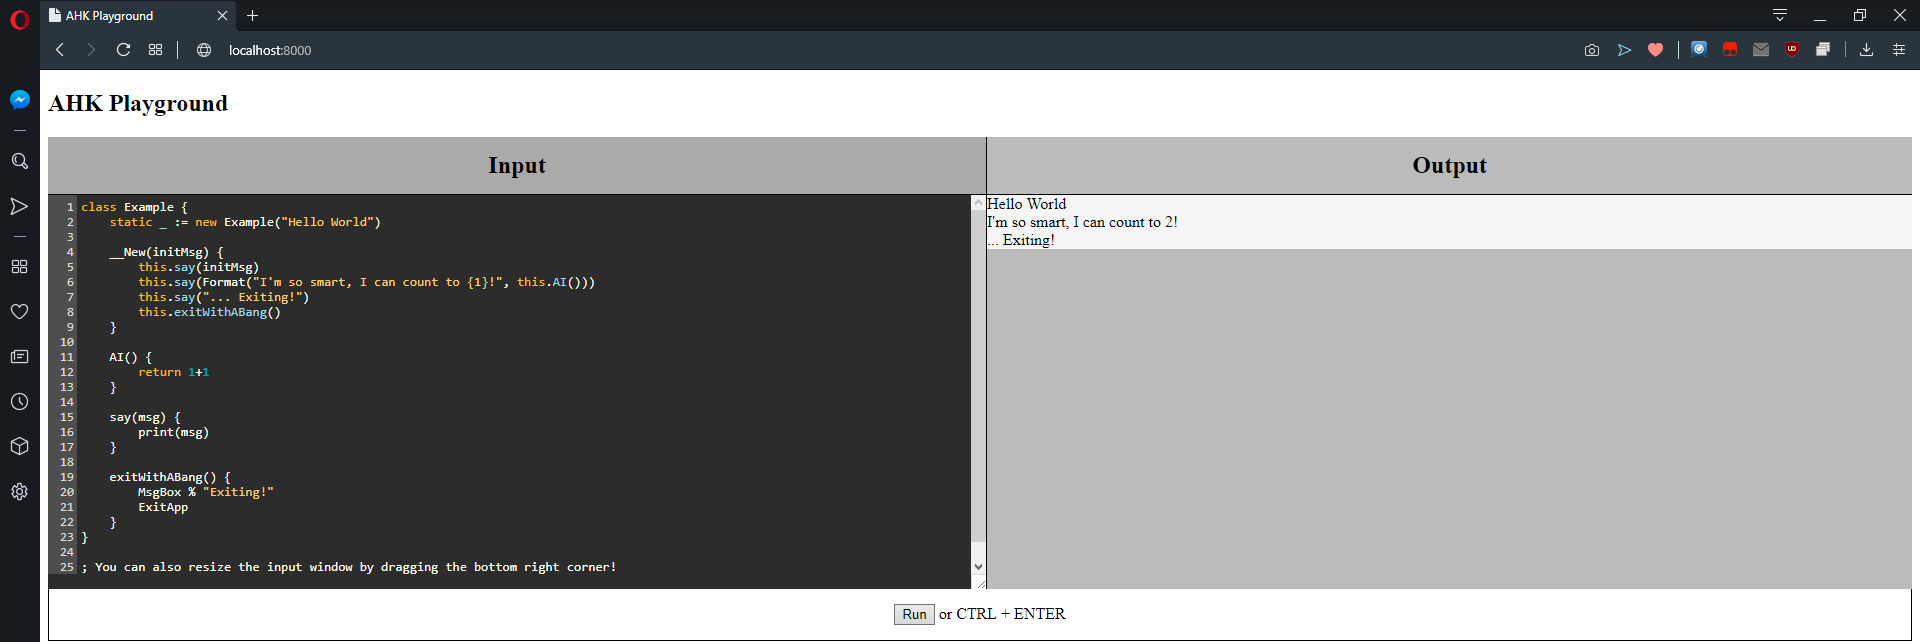 AHK Playground
localhost:8000
AHK Playground
Input
Output
1 class Example {
2     static _ := new Example("Hello World")
3
4     __New(initMsg) {
5         this.say(initMsg)
6         this.say(Format("I'm so smart, I can count to {1}!", this.AI()))
7         this.say("... Exiting!")
8         this.exitWithABang()
9     }
10
11     AI() {
12         return 1+1
13     }
14
15     say(msg) {
16         print(msg)
17     }
18
19     exitWithABang() {
20         MsgBox % "Exiting!"
21         ExitApp
22     }
23 }
24
25 ; You can also resize the input window by dragging the bottom right corner!
Hello World
I'm so smart, I can count to 2!
... Exiting!
Run or CTRL + ENTER